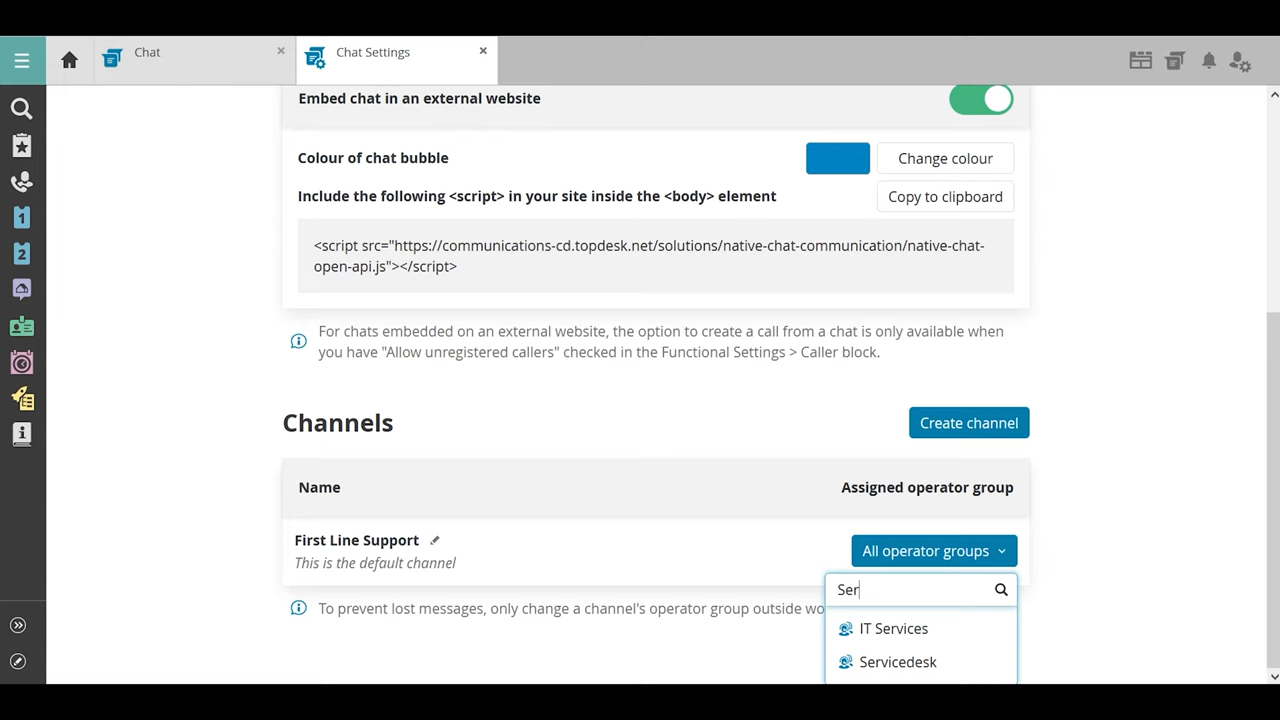 Chat
Chat Settings
Embed chat in an external website
Colour of chat bubble
Change colour
Include the following <script> in your site inside the <body> element
Copy to clipboard
<script src="https://communications-cd.topdesk.net/solutions/native-chat-communication/native-chat-
open-api.js"></script>
For chats embedded on an external website, the option to create a call from a chat is only available when
you have "Allow unregistered callers" checked in the Functional Settings > Caller block.
Channels
Create channel
Name
Assigned operator group
First Line Support
All operator groups
This is the default channel
Ser
To prevent lost messages, only change a channel's operator group outside wo
IT Services
Servicedesk
1
2